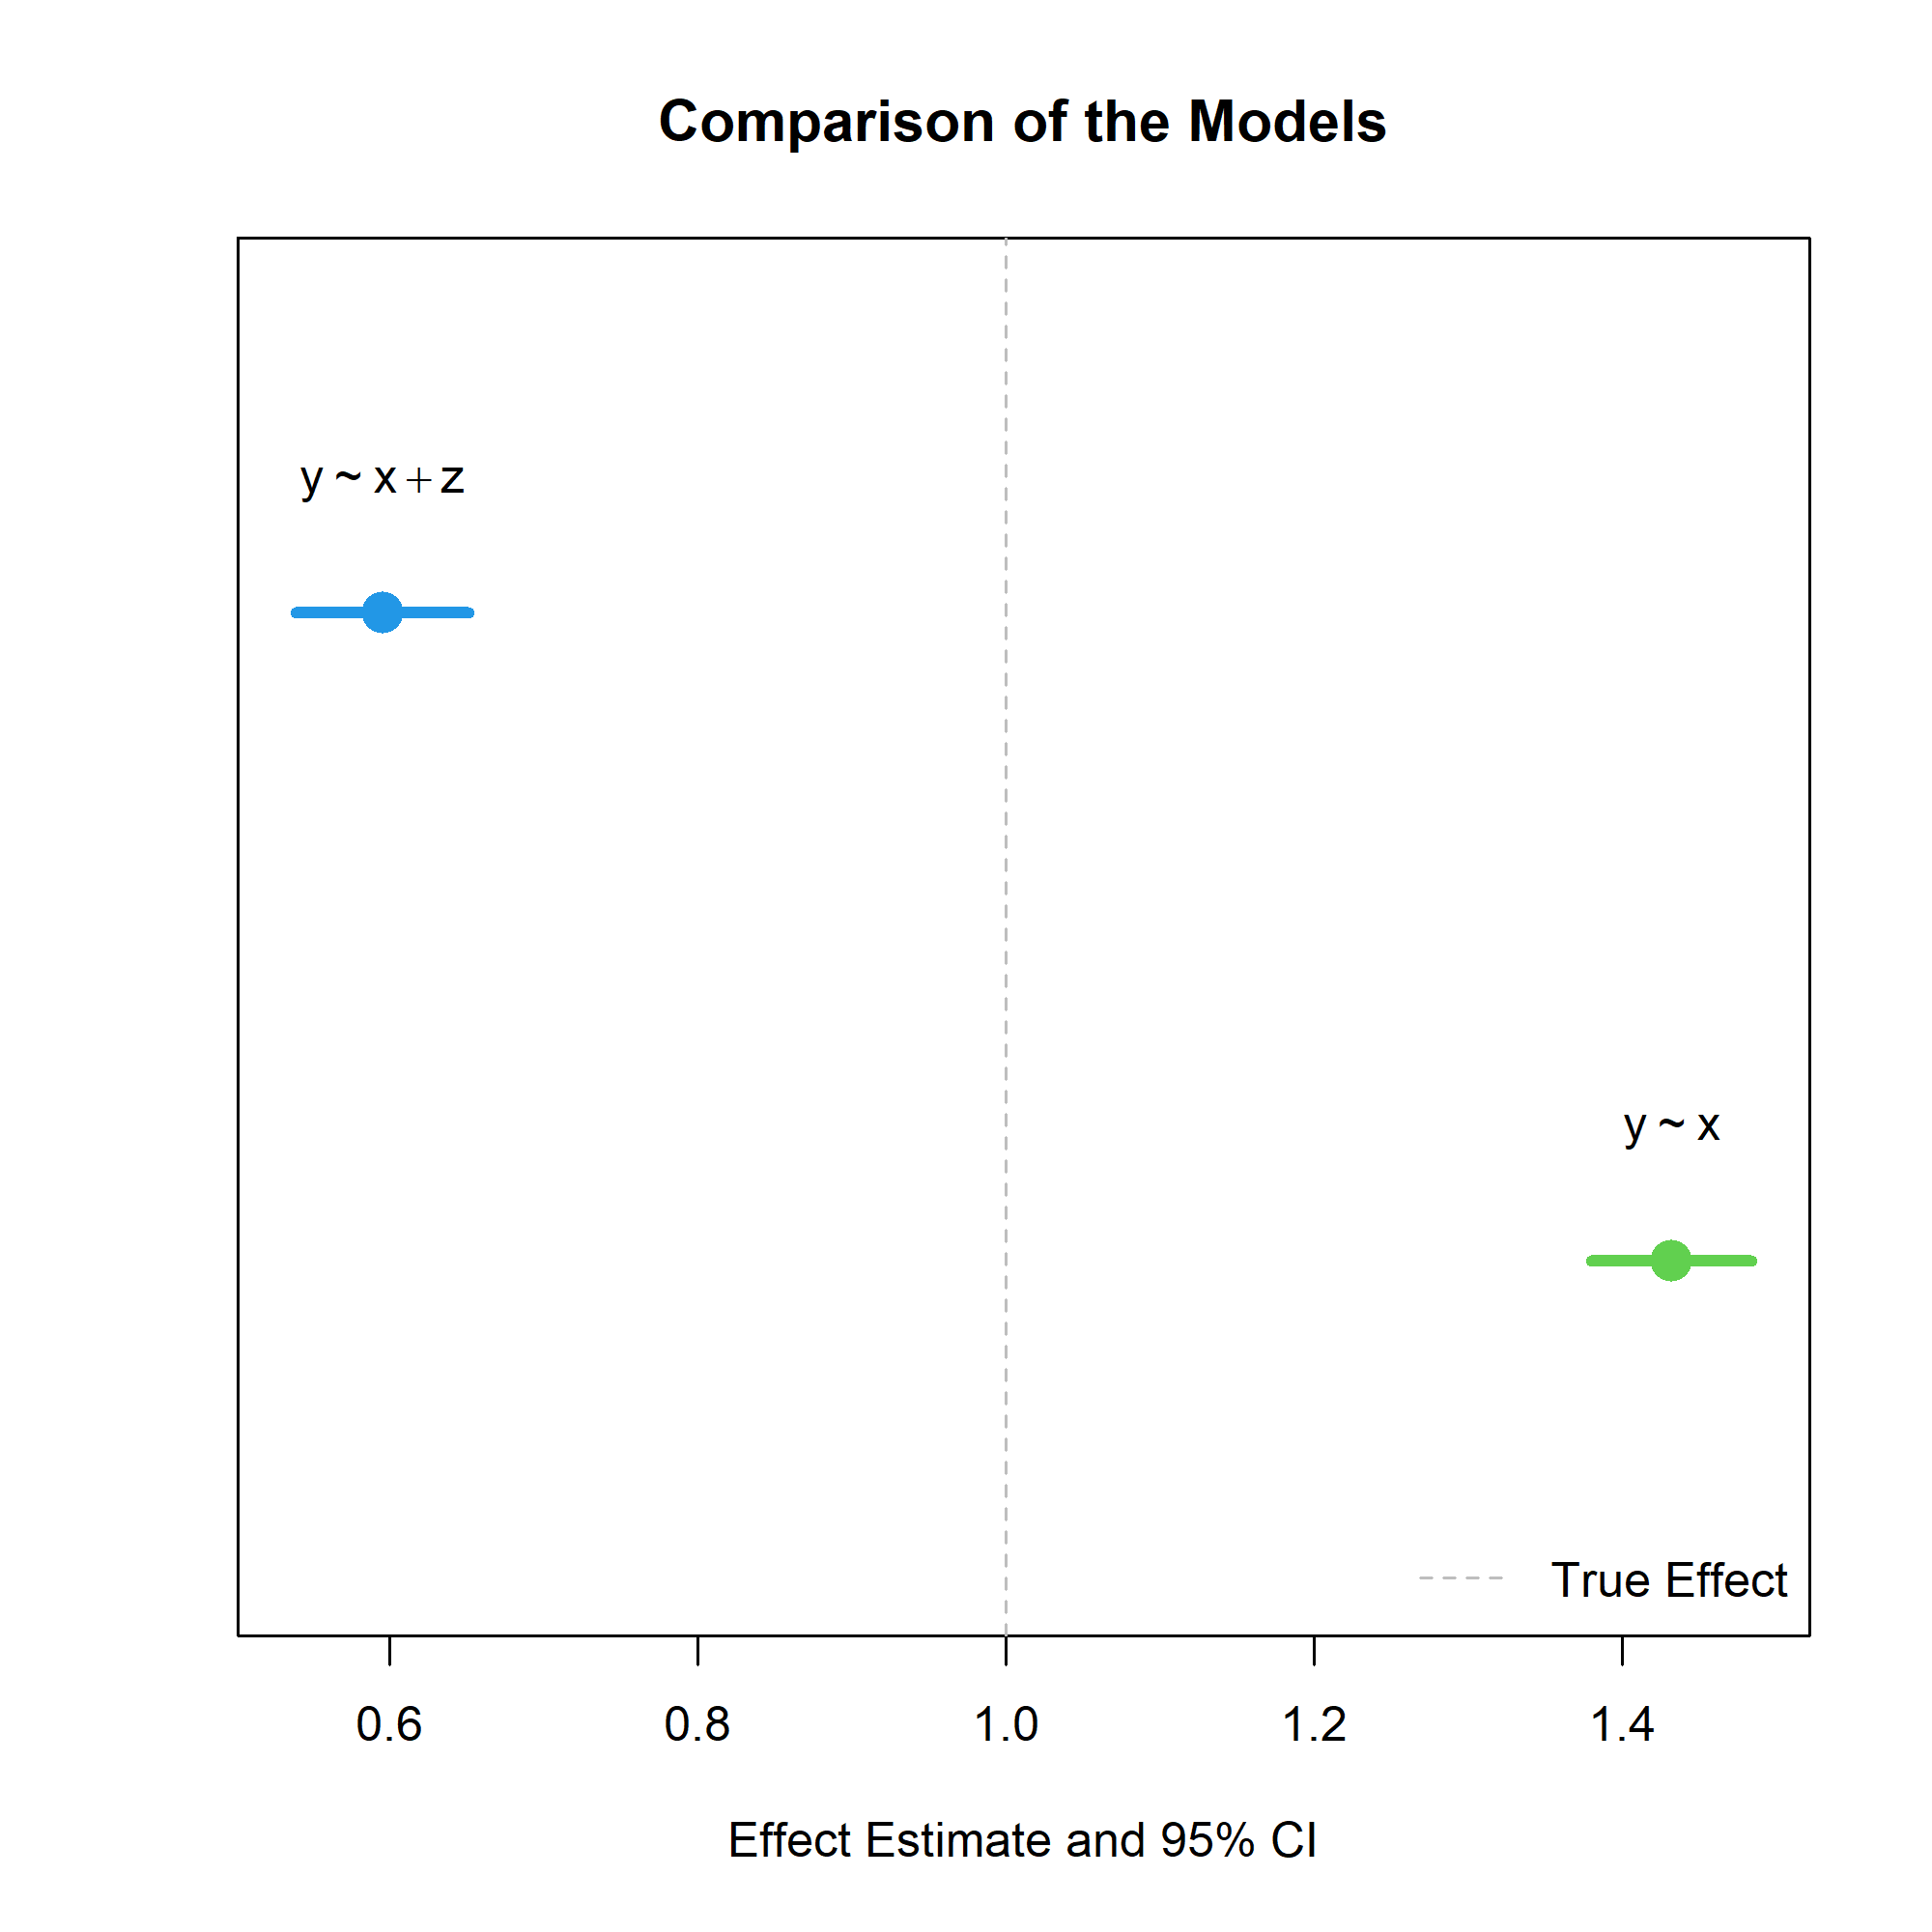 Comparison of the Models
y ~ x + z
y ~ x
True Effect
0.6 0.8 1.0 1.2 1.4
Effect Estimate and 95% CI